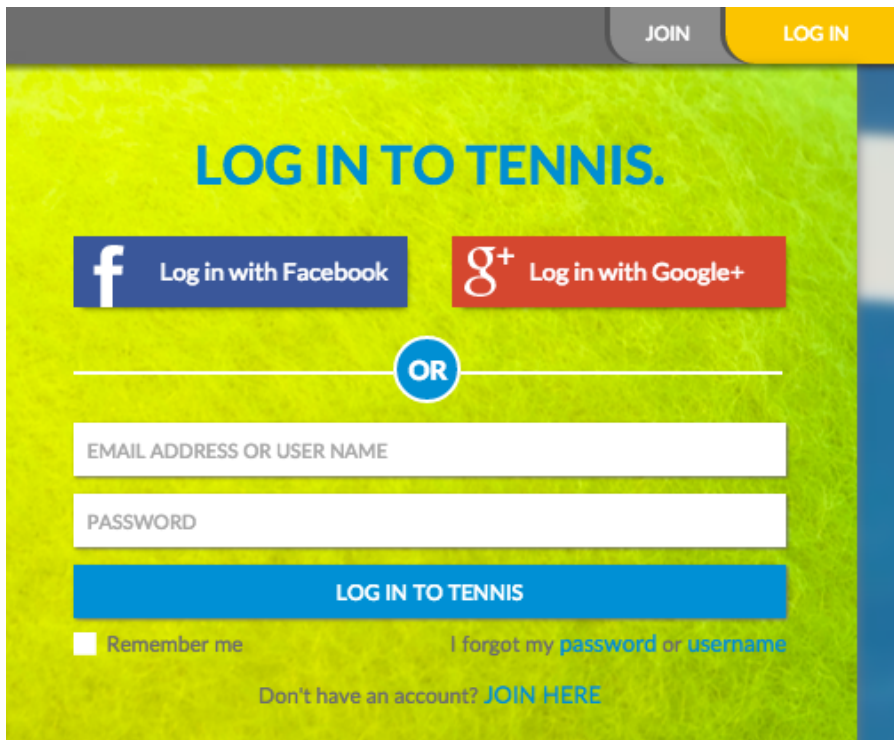 JOIN LOG IN
LOG IN TO TENNIS.
f Log in with Facebook g+ Log in with Google+
OR
EMAIL ADDRESS OR USER NAME
PASSWORD
LOG IN TO TENNIS
Remember me I forgot my password or username
Don't have an account? JOIN HERE